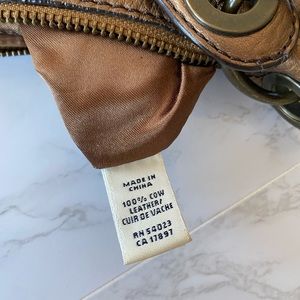 MADE IN
CHINA
100% COW
LEATHER/
CUIR DE VACHE
RN 54023
CA 17897